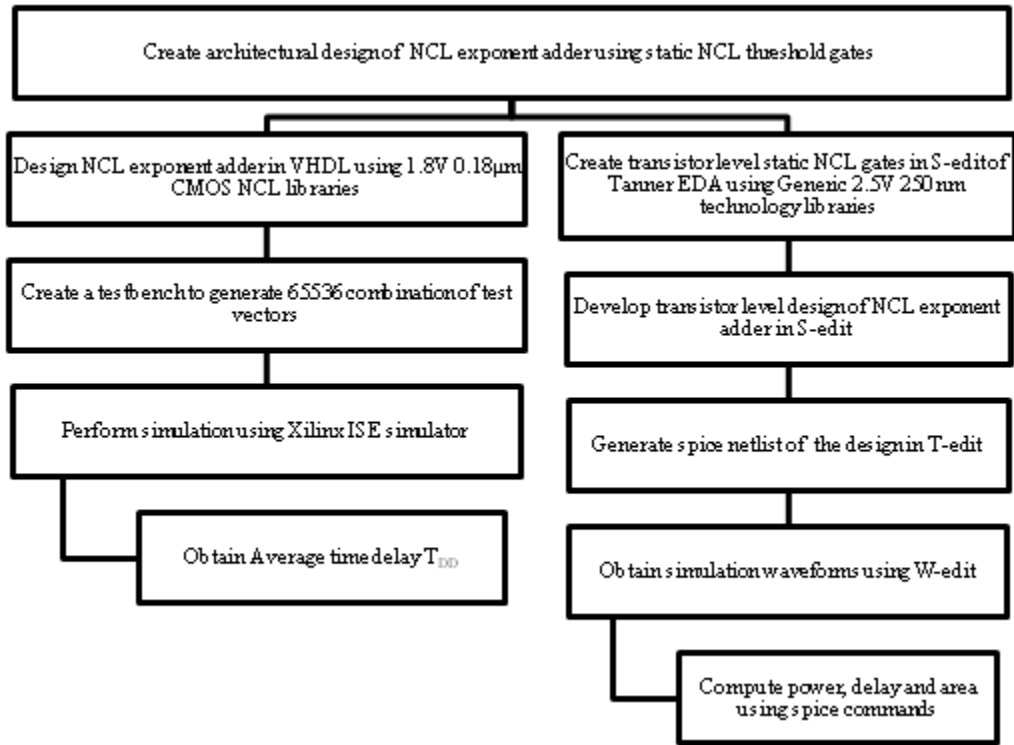 Create architectural design of NCL exponent adder using static NCL threshold gates
Design NCL exponent adder in VHDL using 1.8V 0.18µm
CMOS NCL libraries
Create a testbench to generate 65536 combination of test
vectors
Perform simulation using Xilinx ISE simulator
Obtain Average time delay T_DD
Create transistor level static NCL gates in S-edit of
Tanner EDA using Generic 2.5V 250 nm
technology libraries
Develop transistor level design of NCL exponent
adder in S-edit
Generate spice netlist of the design in T-edit
Obtain simulation waveforms using W-edit
Compute power, delay and area
using spice commands